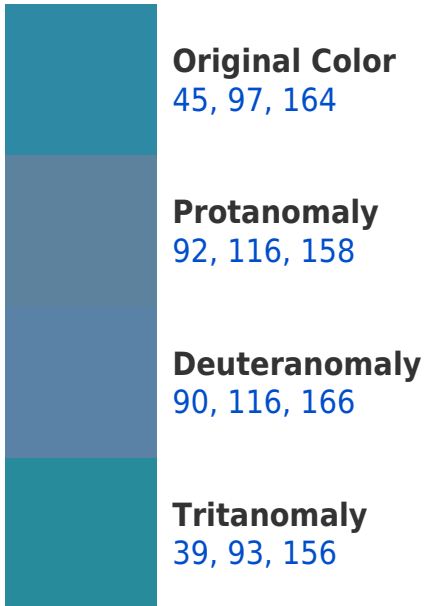 Original Color
45, 97, 164
Protanomaly
92, 116, 158
Deuteranomaly
90, 116, 166
Tritanomaly
39, 93, 156